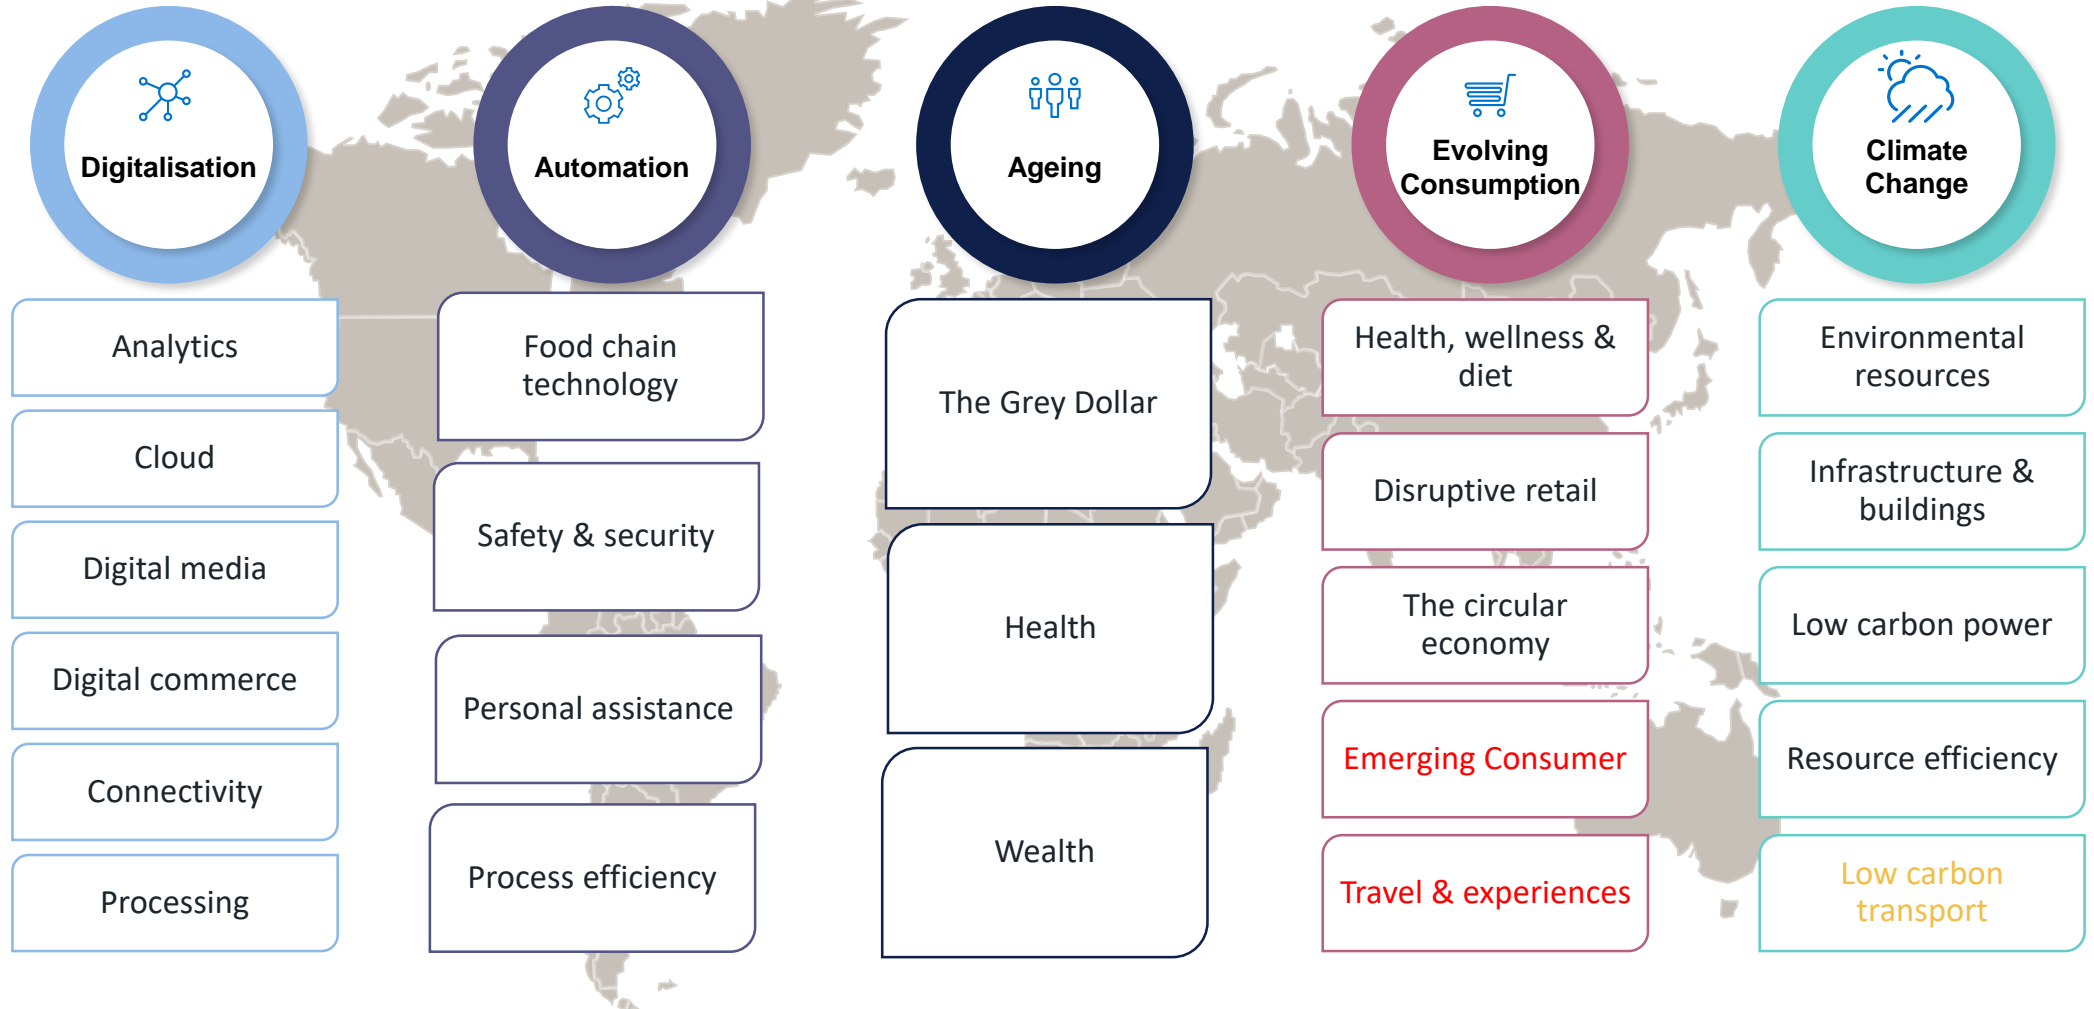 Digitalisation
Analytics
Cloud
Digital media
Digital commerce
Connectivity
Processing
Automation
Food chain
technology
Safety & security
Personal assistance
Process efficiency
Ageing
The Grey Dollar
Health
Wealth
Evolving
Consumption
Health, wellness &
diet
Disruptive retail
The circular
economy
Emerging Consumer
Travel & experiences
Climate
Change
Environmental
resources
Infrastructure &
buildings
Low carbon power
Resource efficiency
Low carbon
transport